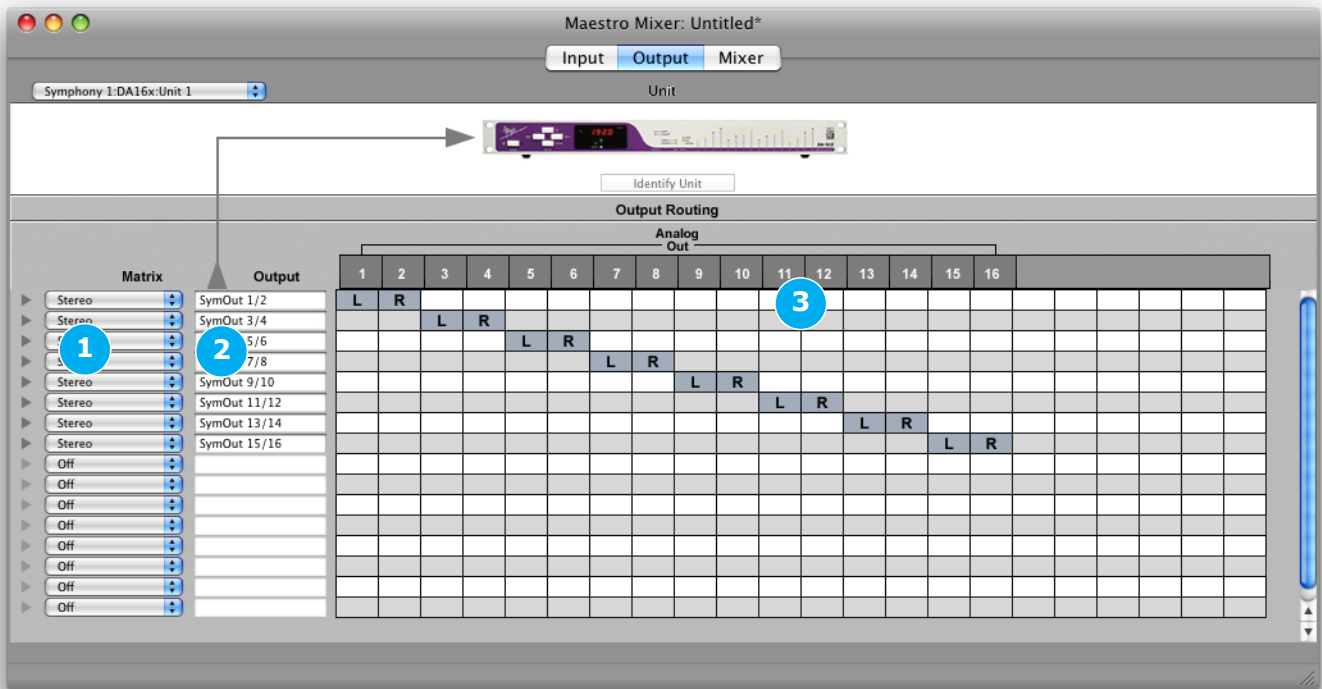 Maestro Mixer: Untitled*
Input Output Mixer
Symphony 1:DA16x:Unit 1
Unit
192.0
Identify Unit
Output Routing
Analog
Out
Matrix Output 1 2 3 4 5 6 7 8 9 10 11 12 13 14 15 16
Stereo SymOut 1/2 L R
3
Stereo SymOut 3/4 L R
1 2 5/6 L R
7/8 L R
Stereo SymOut 9/10 L R
Stereo SymOut 11/12 L R
Stereo SymOut 13/14 L R
Stereo SymOut 15/16 L R
Off
Off
Off
Off
Off
Off
Off
Off